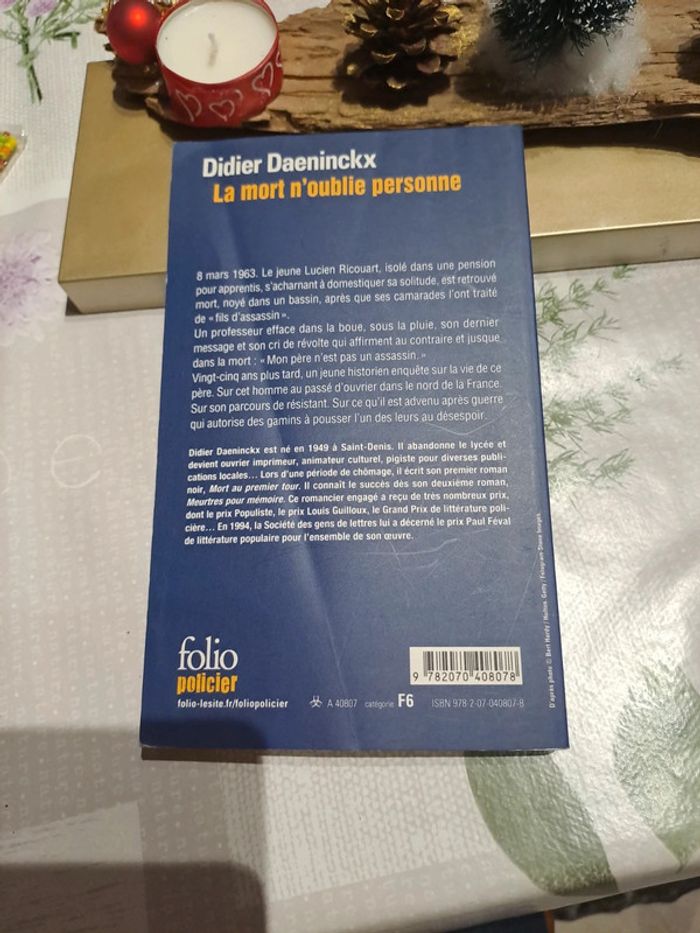 Didier Daeninckx
La mort n'oublie personne
8 mars 1963. Le jeune Lucien Ricouart, isolé dans une pension
pour apprentis, s'acharnant à domestiquer sa solitude, est retrouvé
mort, noyé dans un bassin, après que ses camarades l'ont traité
de « fils d'assassin ».
Un professeur efface dans la boue, sous la pluie, son dernier
message et son cri de révolte qui affirment au contraire et jusque
dans la mort : « Mon père n'est pas un assassin. »
Vingt-cinq ans plus tard, un jeune historien enquête sur la vie de ce
père. Sur cet homme au passé d'ouvrier dans le nord de la France.
Sur son parcours de résistant. Sur ce qu'il est advenu après guerre
qui autorise des gamins à pousser l'un des leurs au désespoir.
Didier Daeninckx est né en 1949 à Saint-Denis. Il abandonne le lycée et
devient ouvrier imprimeur, animateur culturel, pigiste pour diverses publi-
cations locales... Lors d'une période de chômage, il écrit son premier roman
noir, Mort au premier tour. Il connaît le succès dès son deuxième roman,
Meurtres pour mémoire. Ce romancier engagé a reçu de très nombreux prix,
dont le prix Populiste, le prix Louis Guilloux, le Grand Prix de littérature poli-
cière... En 1994, la Société des gens de lettres lui a décerné le prix Paul Féval
de littérature populaire pour l'ensemble de son œuvre.
folio
policier
folio-lesite.fr/foliopolicier
A 40807 catégorie F6
9 782070 408078
ISBN 978-2-07-040807-8
D'après photo © Bert Hardy / Hulton. Getty / Fotogram-Stone Images.